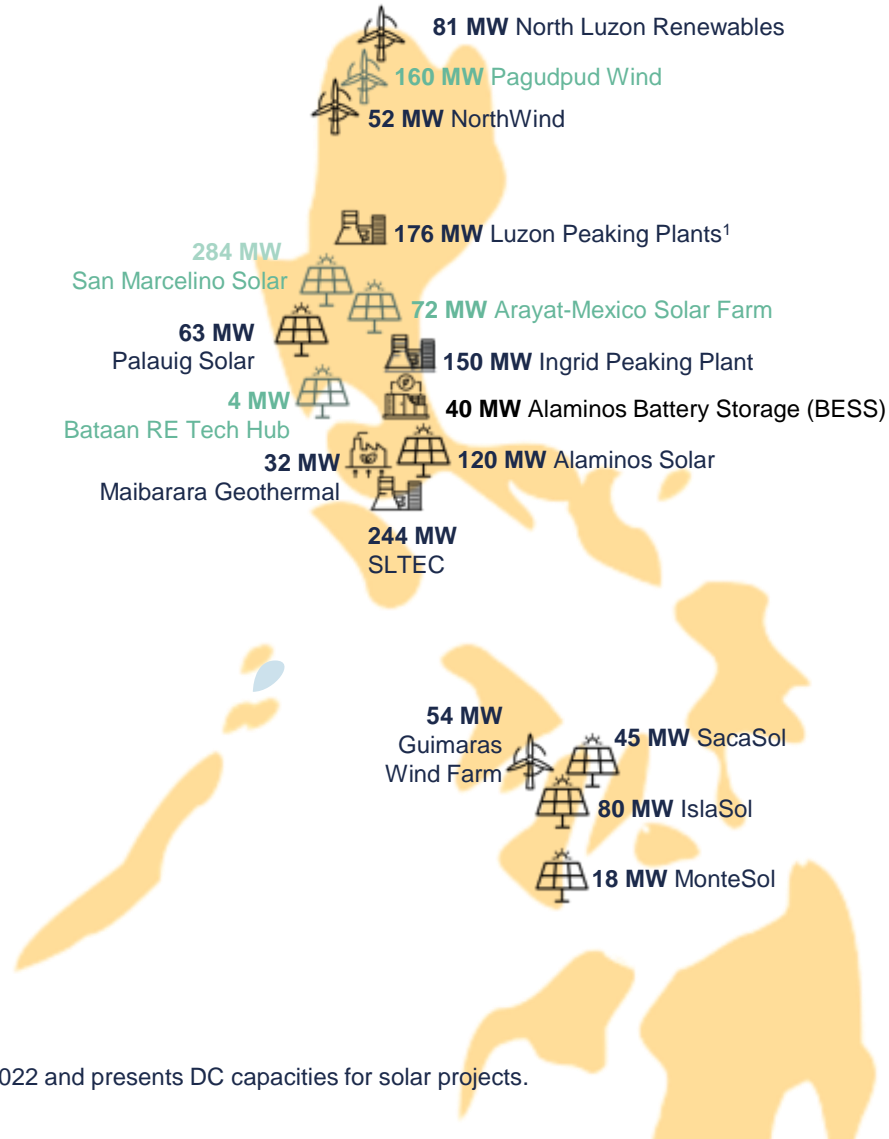 81 MW North Luzon Renewables
160 MW Pagudpud Wind
52 MW NorthWind
176 MW Luzon Peaking Plants¹
284 MW
San Marcelino Solar
72 MW Arayat-Mexico Solar Farm
63 MW
Palauig Solar
150 MW Ingrid Peaking Plant
4 MW
Bataan RE Tech Hub
40 MW Alaminos Battery Storage (BESS)
32 MW
Maibarara Geothermal
120 MW Alaminos Solar
244 MW
SLTEC
54 MW
Guimaras
Wind Farm
45 MW SacaSol
80 MW IslaSol
18 MW MonteSol
022 and presents DC capacities for solar projects.